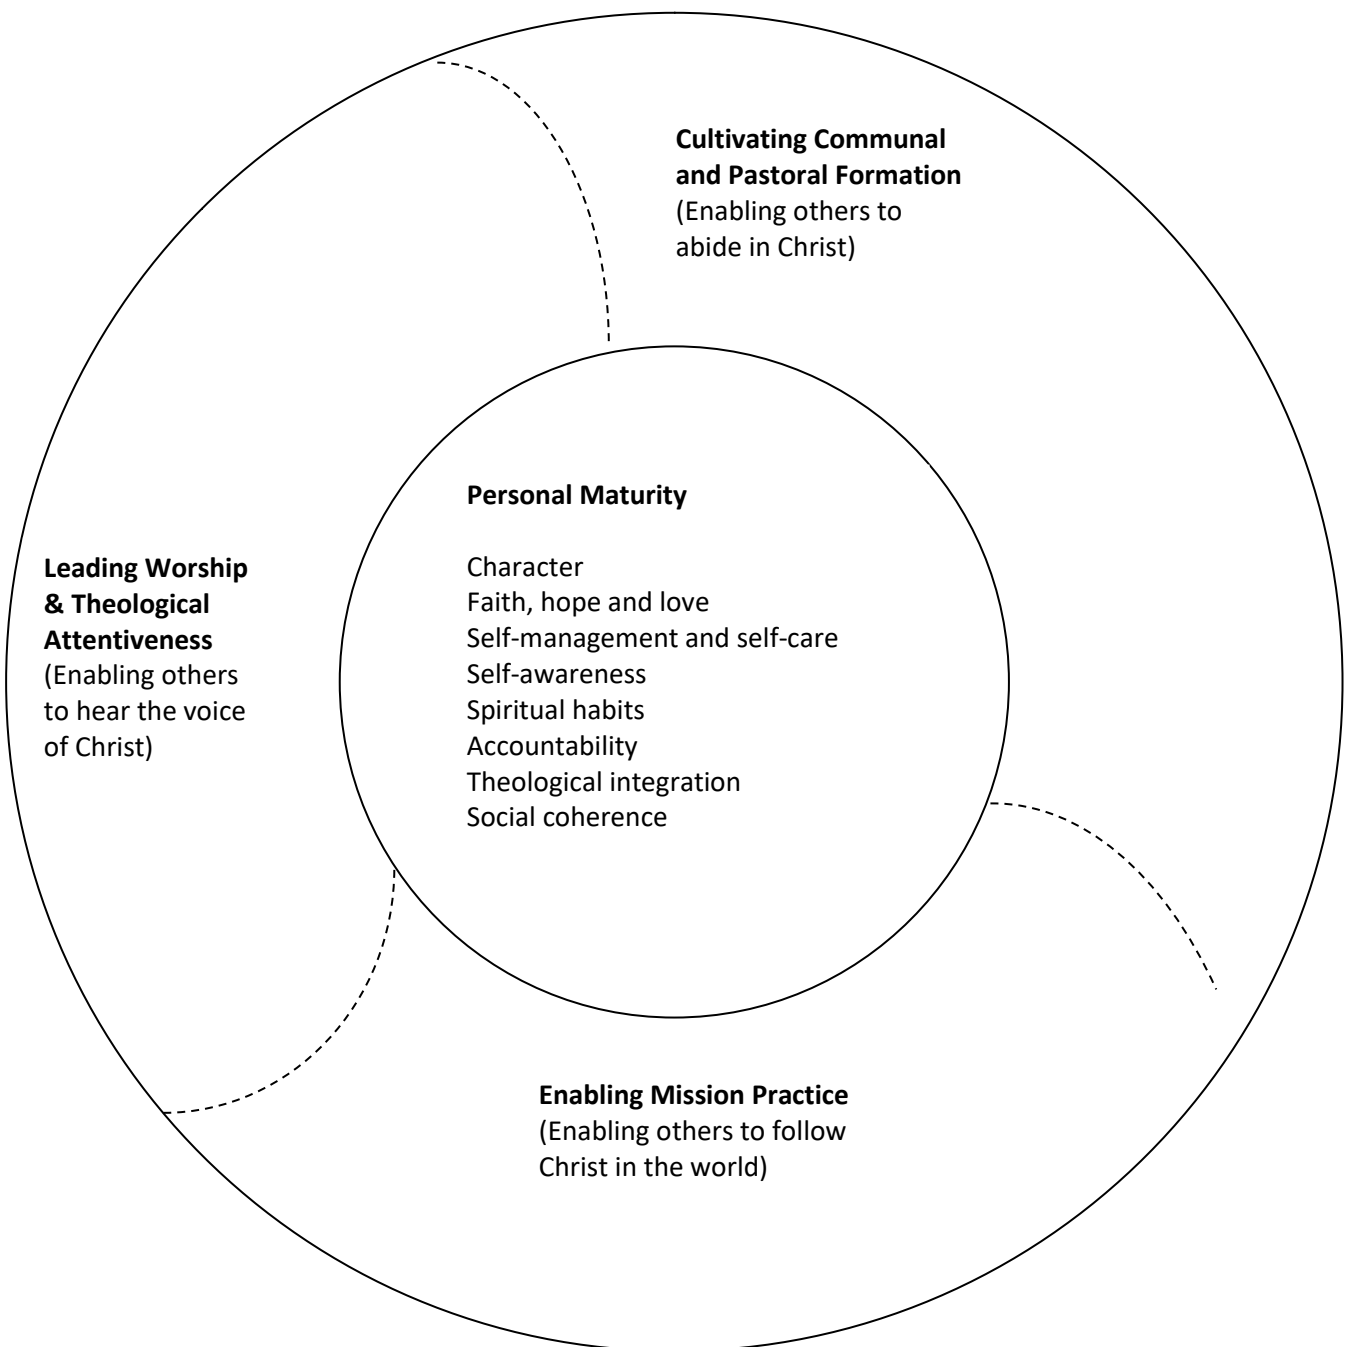 Cultivating Communal
and Pastoral Formation
(Enabling others to
abide in Christ)
Personal Maturity
Character
Faith, hope and love
Self-management and self-care
Self-awareness
Spiritual habits
Accountability
Theological integration
Social coherence
Leading Worship
& Theological
Attentiveness
(Enabling others
to hear the voice
of Christ)
Enabling Mission Practice
(Enabling others to follow
Christ in the world)